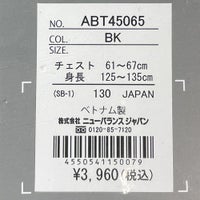 NO. ABT45065
COL. BK
SIZE.
チェスト 61~67cm
身長 125~135cm
(SB-1) 130 JAPAN
ベトナム製
株式会社 ニューバランス ジャパン
0120-85-7120
4550541150079
¥3,960(税込)